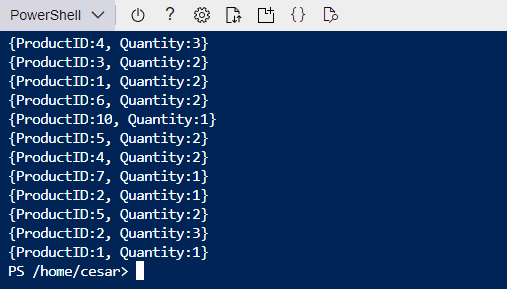 PowerShell
{ProductID:4, Quantity:3}
{ProductID:3, Quantity:2}
{ProductID:1, Quantity:2}
{ProductID:6, Quantity:2}
{ProductID:10, Quantity:1}
{ProductID:5, Quantity:2}
{ProductID:4, Quantity:2}
{ProductID:7, Quantity:1}
{ProductID:2, Quantity:1}
{ProductID:5, Quantity:2}
{ProductID:2, Quantity:3}
{ProductID:1, Quantity:1}
PS /home/cesar>